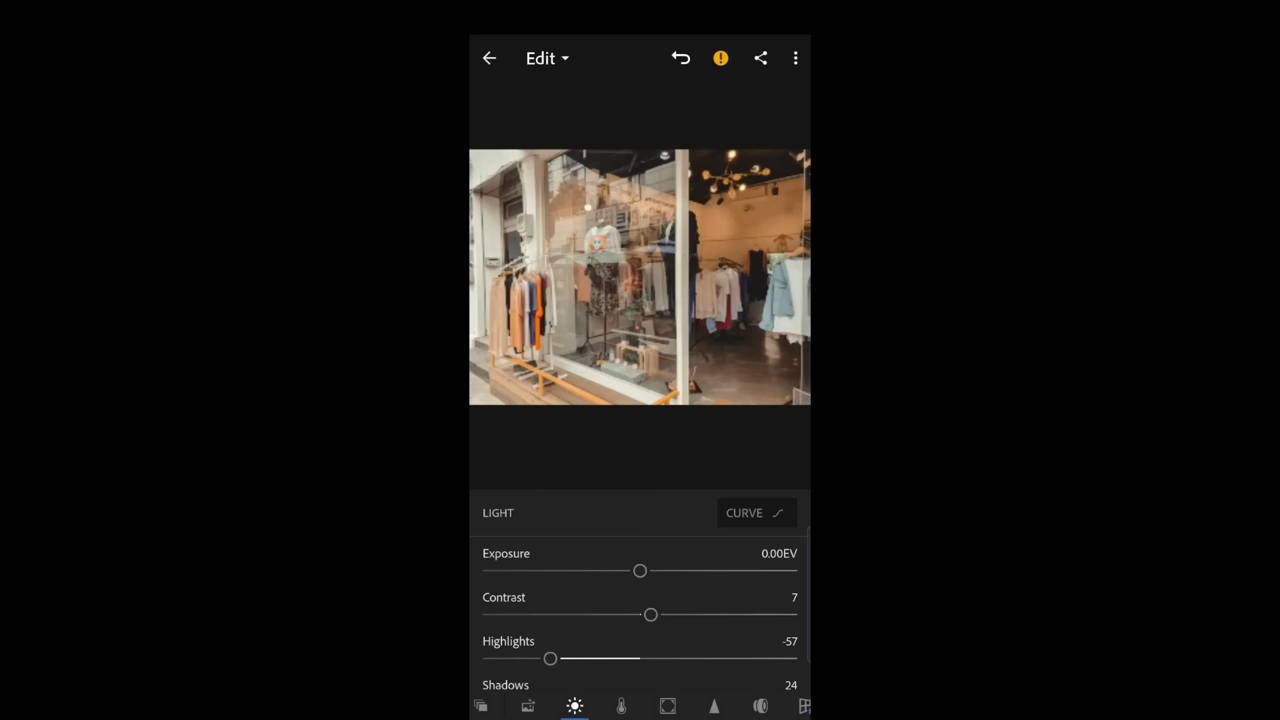 Edit
LIGHT
CURVE
Exposure 0.00EV
Contrast 7
Highlights -57
Shadows 24